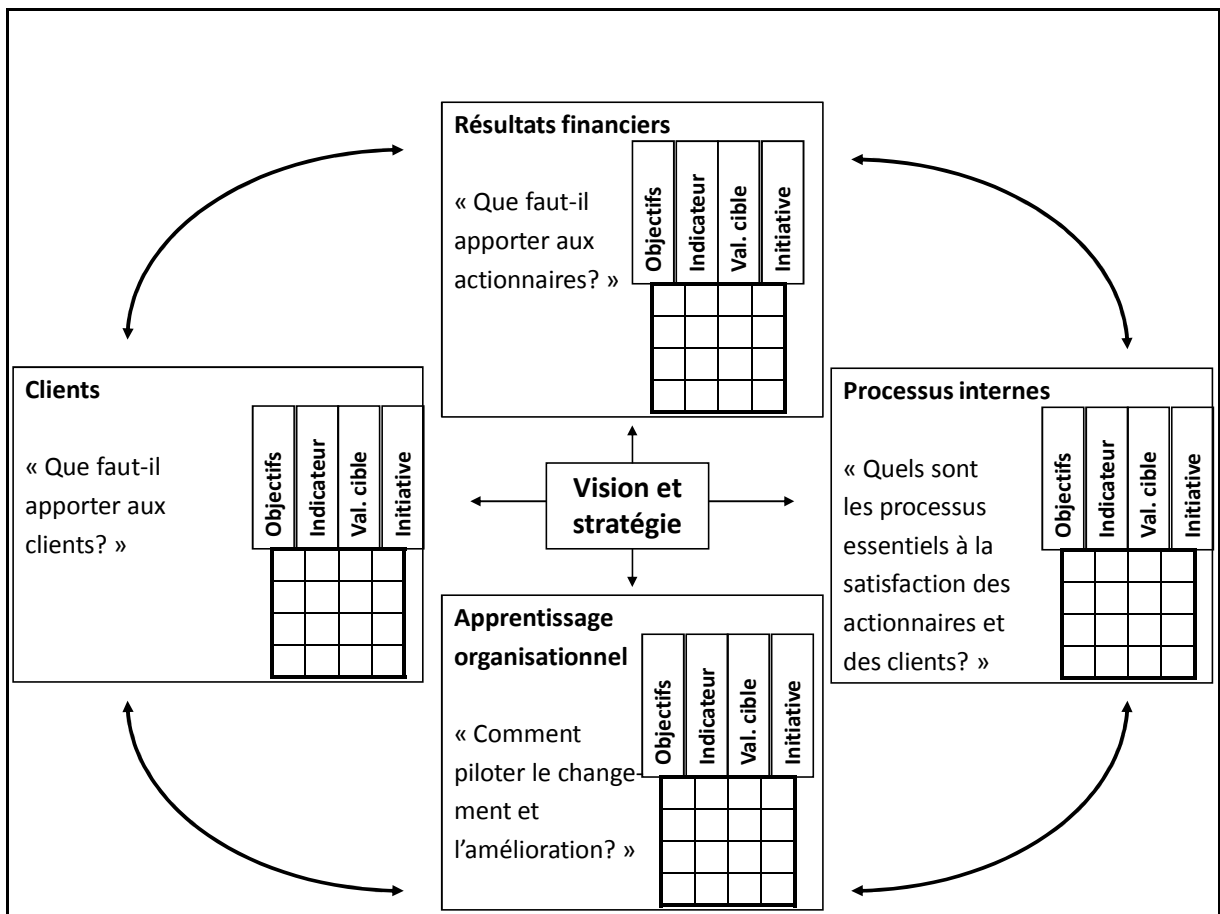 Résultats financiers
« Que faut-il
apporter aux
actionnaires? »
Objectifs
Indicateur
Val. cible
Initiative
Clients
« Que faut-il
apporter aux
clients? »
Objectifs
Indicateur
Val. cible
Initiative
Vision et
stratégie
Processus internes
« Quels sont
les processus
essentiels à la
satisfaction des
actionnaires et
des clients? »
Objectifs
Indicateur
Val. cible
Initiative
Apprentissage
organisationnel
« Comment
piloter le change-
ment et
l’amélioration? »
Objectifs
Indicateur
Val. cible
Initiative